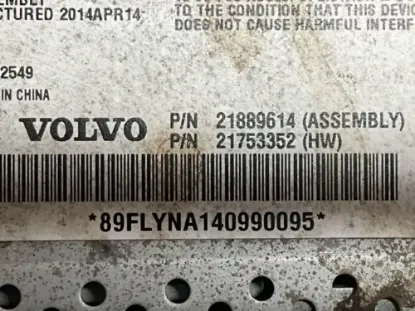 CTURED 2014APR14
TO THE CONDITION THAT THIS DEVIC
DOES NOT CAUSE HARMFUL INTERF
2549
IN CHINA
VOLVO P/N 21889614 (ASSEMBLY)
P/N 21753352 (HW)
*89FLYNA140990095*